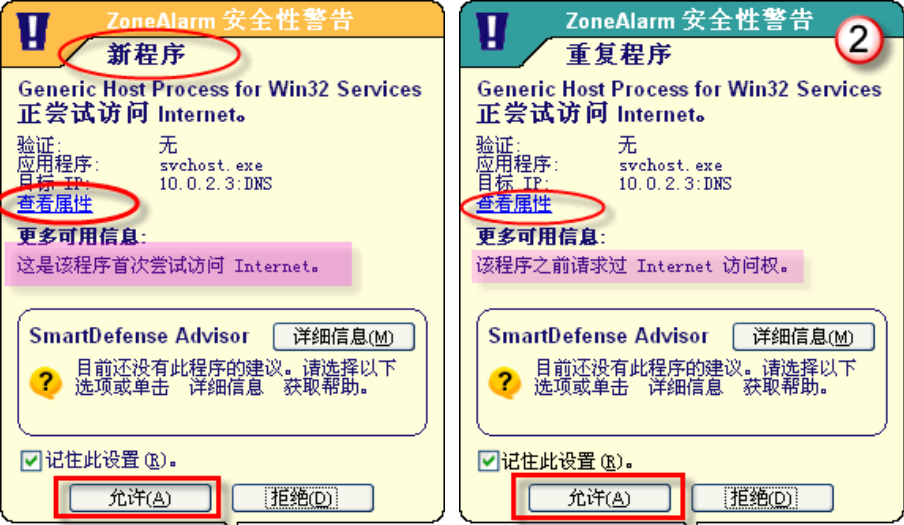 ZoneAlarm 安全性警告
新程序
Generic Host Process for Win32 Services
正尝试访问 Internet。
验证: 无
应用程序: svchost.exe
目标 IP: 10.0.2.3:DNS
查看属性
更多可用信息:
这是该程序首次尝试访问 Internet。
SmartDefense Advisor 详细信息(M)
?
目前还没有此程序的建议。请选择以下
选项或单击 详细信息 获取帮助。
记住此设置(R)。
允许(A) 拒绝(D)
ZoneAlarm 安全性警告
重复程序
2
Generic Host Process for Win32 Services
正尝试访问 Internet。
验证: 无
应用程序: svchost.exe
目标 IP: 10.0.2.3:DNS
查看属性
更多可用信息:
该程序之前请求过 Internet 访问权。
SmartDefense Advisor 详细信息(M)
?
目前还没有此程序的建议。请选择以下
选项或单击 详细信息 获取帮助。
记住此设置(R)。
允许(A) 拒绝(D)